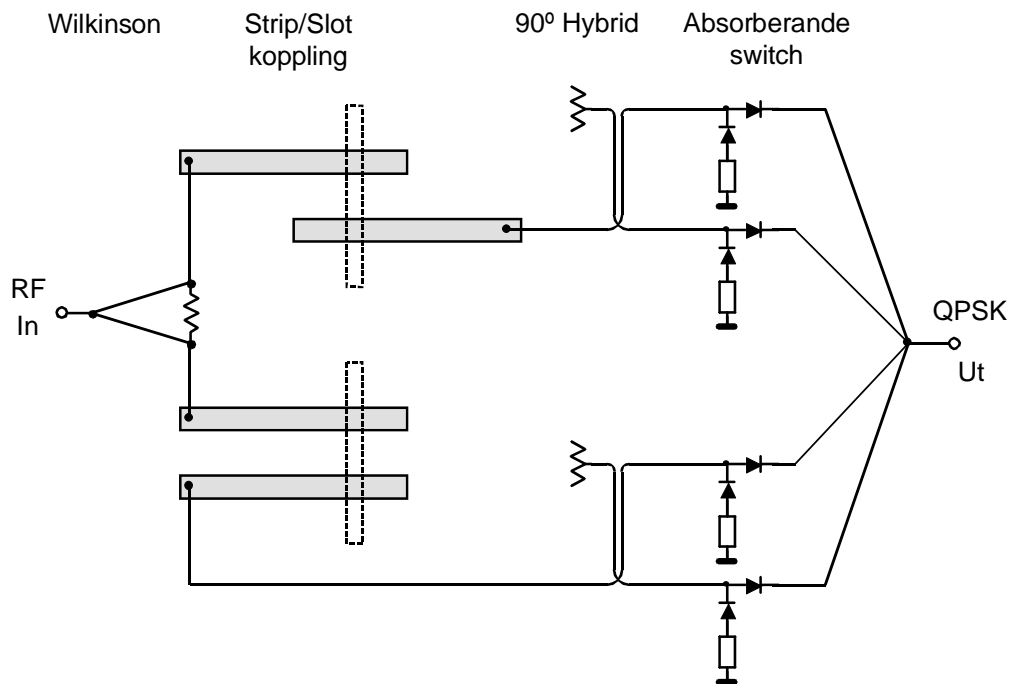 Wilkinson
Strip/Slot
koppling
90º Hybrid
Absorberande
switch
RF
In
QPSK
Ut